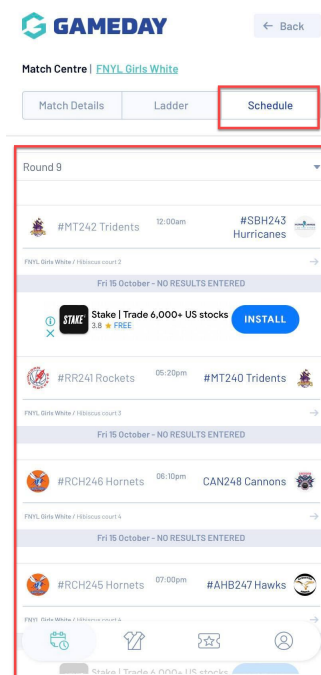 GAMEDAY
← Back
Match Centre | FNYL Girls White
Match Details
Ladder
Schedule
Round 9
#MT242 Tridents
12:00am
#SBH243
Hurricanes
FNYL Girls White / Hibiscus court 2
Fri 15 October - NO RESULTS ENTERED
STAKE
Stake | Trade 6,000+ US stocks
3.8 ★ FREE
INSTALL
#RR241 Rockets
05:20pm
#MT240 Tridents
FNYL Girls White / Hibiscus court 3
Fri 15 October - NO RESULTS ENTERED
#RCH246 Hornets
06:10pm
CAN248 Cannons
FNYL Girls White / Hibiscus court 4
Fri 15 October - NO RESULTS ENTERED
#RCH245 Hornets
07:00pm
#AHB247 Hawks
FNYL Girls White / Hibiscus court 4
Stake | Trade 6,000+ US stocks